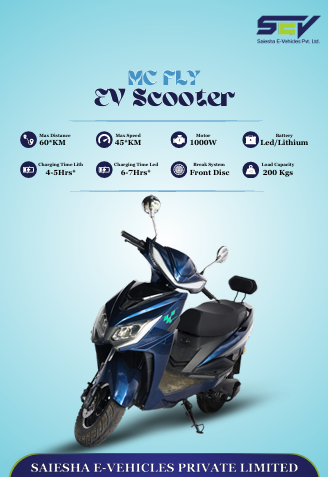 SEV
Saiesha E-Vehicles Pvt. Ltd.
MC FLY
EV Scooter
Max Distance
60*KM
Max Speed
45*KM
Motor
1000W
Battery
Led/Lithium
Charging Time Lith
4-5Hrs*
Charging Time Led
6-7Hrs*
Break System
Front Disc
Load Capacity
200 Kgs
SAIESHA E-VEHICLES PRIVATE LIMITED